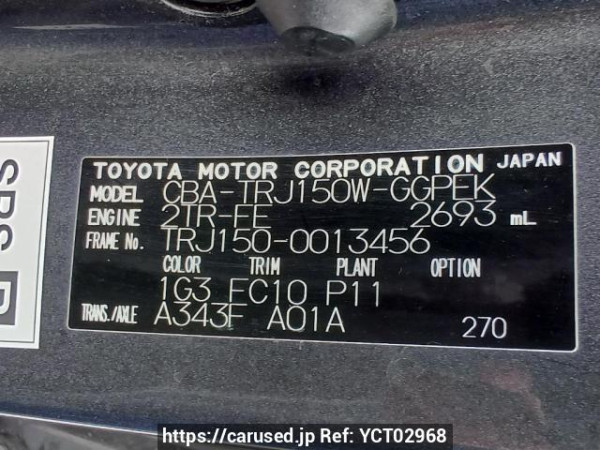 TOYOTA MOTOR CORPORATION JAPAN
MODEL CBA-TRJ150W-GGPEK
ENGINE 2TR-FE 2693 mL
FRAME No. TRJ150-0013456
COLOR TRIM PLANT OPTION
1G3 FC10 P11
TRANS./AXLE A343F A01A 270
SRS
https://carused.jp Ref: YCT02968